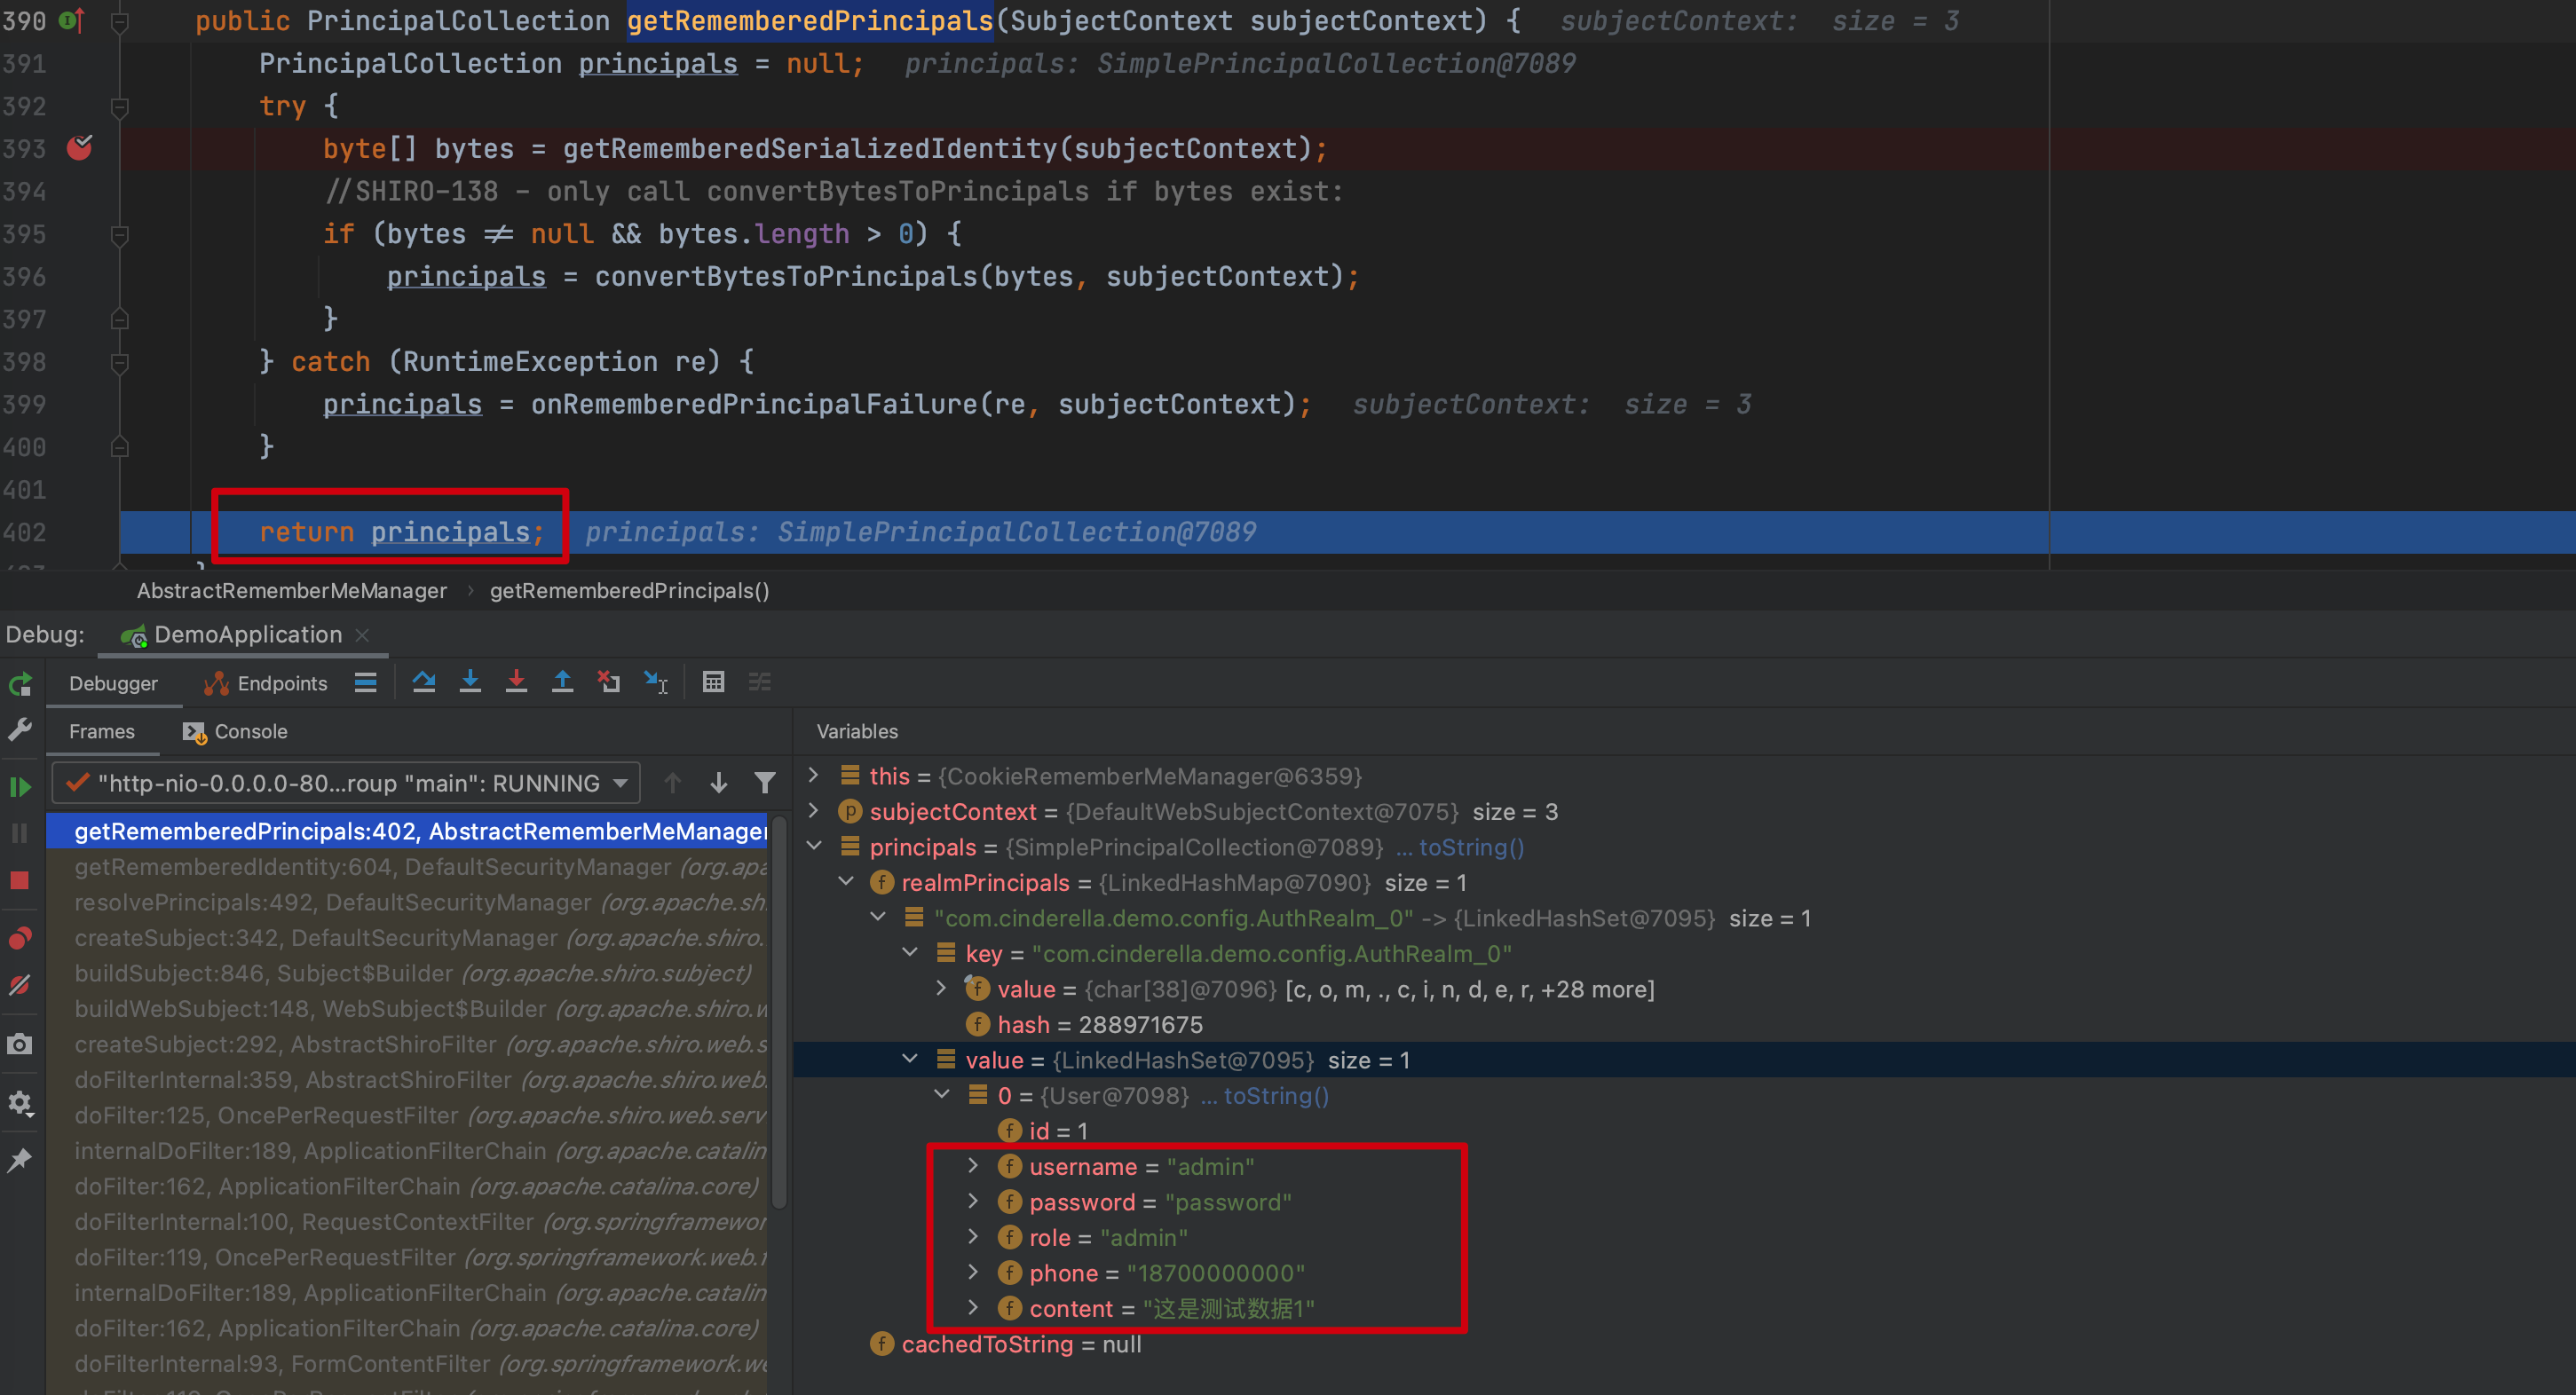 390 public PrincipalCollection getRememberedPrincipals(SubjectContext subjectContext) { subjectContext: size = 3
391 PrincipalCollection principals = null; principals: SimplePrincipalCollection@7089
392 try {
393 byte[] bytes = getRememberedSerializedIdentity(subjectContext);
394 //SHIRO-138 - only call convertBytesToPrincipals if bytes exist:
395 if (bytes ≠ null && bytes.length > 0) {
396 principals = convertBytesToPrincipals(bytes, subjectContext);
397 }
398 } catch (RuntimeException re) {
399 principals = onRememberedPrincipalFailure(re, subjectContext); subjectContext: size = 3
400 }
401
402 return principals; principals: SimplePrincipalCollection@7089
AbstractRememberMeManager › getRememberedPrincipals()
Debug: DemoApplication
Debugger Endpoints
Frames Console
"http-nio-0.0.0.0-80...roup "main": RUNNING
getRememberedPrincipals:402, AbstractRememberMeManager
getRememberedIdentity:604, DefaultSecurityManager (org.apa
resolvePrincipals:492, DefaultSecurityManager (org.apache.shi
createSubject:342, DefaultSecurityManager (org.apache.shiro.
buildSubject:846, Subject$Builder (org.apache.shiro.subject)
buildWebSubject:148, WebSubject$Builder (org.apache.shiro.w
createSubject:292, AbstractShiroFilter (org.apache.shiro.web.s
doFilterInternal:359, AbstractShiroFilter (org.apache.shiro.web.
doFilter:125, OncePerRequestFilter (org.apache.shiro.web.serv
internalDoFilter:189, ApplicationFilterChain (org.apache.catalin
doFilter:162, ApplicationFilterChain (org.apache.catalina.core)
doFilterInternal:100, RequestContextFilter (org.springframewor
doFilter:119, OncePerRequestFilter (org.springframework.web.f
internalDoFilter:189, ApplicationFilterChain (org.apache.catalin
doFilter:162, ApplicationFilterChain (org.apache.catalina.core)
doFilterInternal:93, FormContentFilter (org.springframework.we
Variables
this = {CookieRememberMeManager@6359}
subjectContext = {DefaultWebSubjectContext@7075} size = 3
principals = {SimplePrincipalCollection@7089} ... toString()
realmPrincipals = {LinkedHashMap@7090} size = 1
"com.cinderella.demo.config.AuthRealm_0" -> {LinkedHashSet@7095} size = 1
key = "com.cinderella.demo.config.AuthRealm_0"
value = {char[38]@7096} [c, o, m, ., c, i, n, d, e, r, +28 more]
hash = 288971675
value = {LinkedHashSet@7095} size = 1
0 = {User@7098} ... toString()
id = 1
username = "admin"
password = "password"
role = "admin"
phone = "18700000000"
content = "这是测试数据1"
cachedToString = null